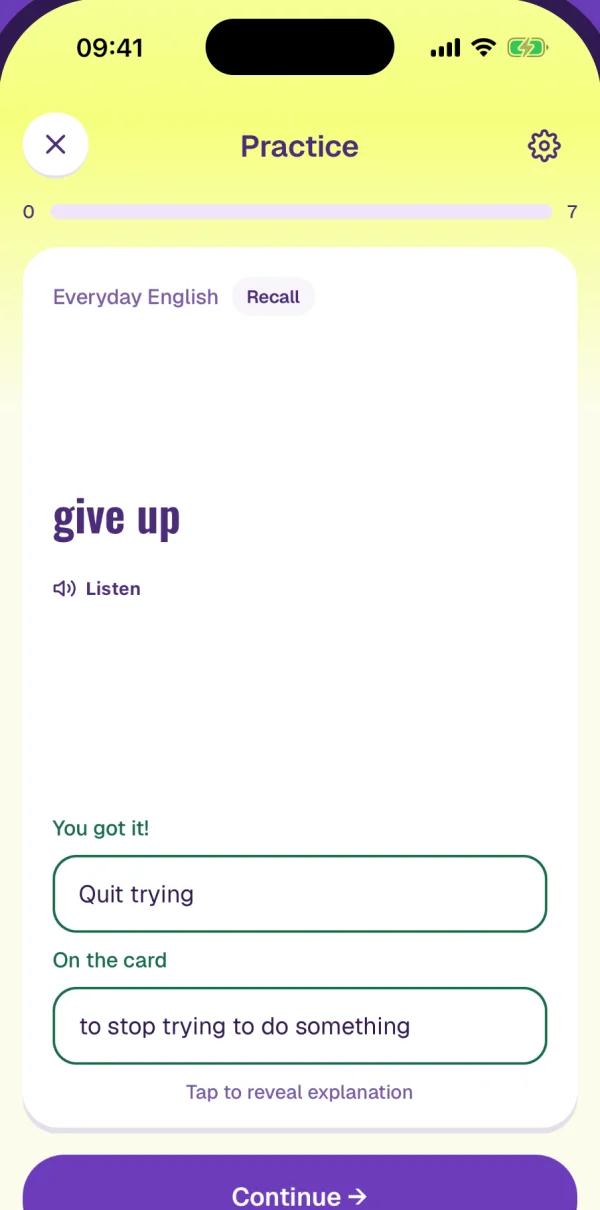 09:41
Practice
0 7
Everyday English Recall
give up
Listen
You got it!
Quit trying
On the card
to stop trying to do something
Tap to reveal explanation
Continue →